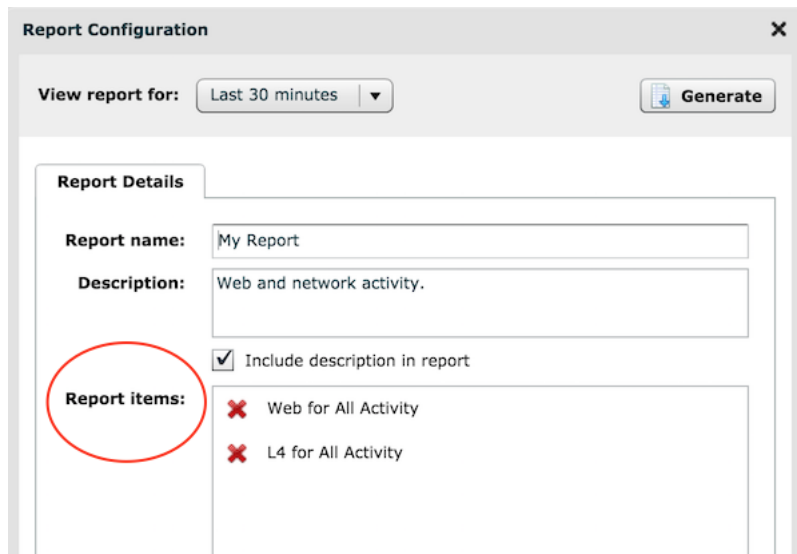 Report Configuration
View report for: Last 30 minutes Generate
Report Details
Report name: My Report
Description: Web and network activity.
Include description in report
Report items: Web for All Activity
L4 for All Activity